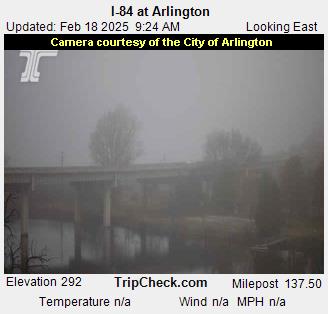 I-84 at Arlington
Updated: Feb 18 2025 9:24 AM Looking East
Camera courtesy of the City of Arlington
Elevation 292 TripCheck.com Milepost 137.50
Temperature n/a Wind n/a MPH n/a